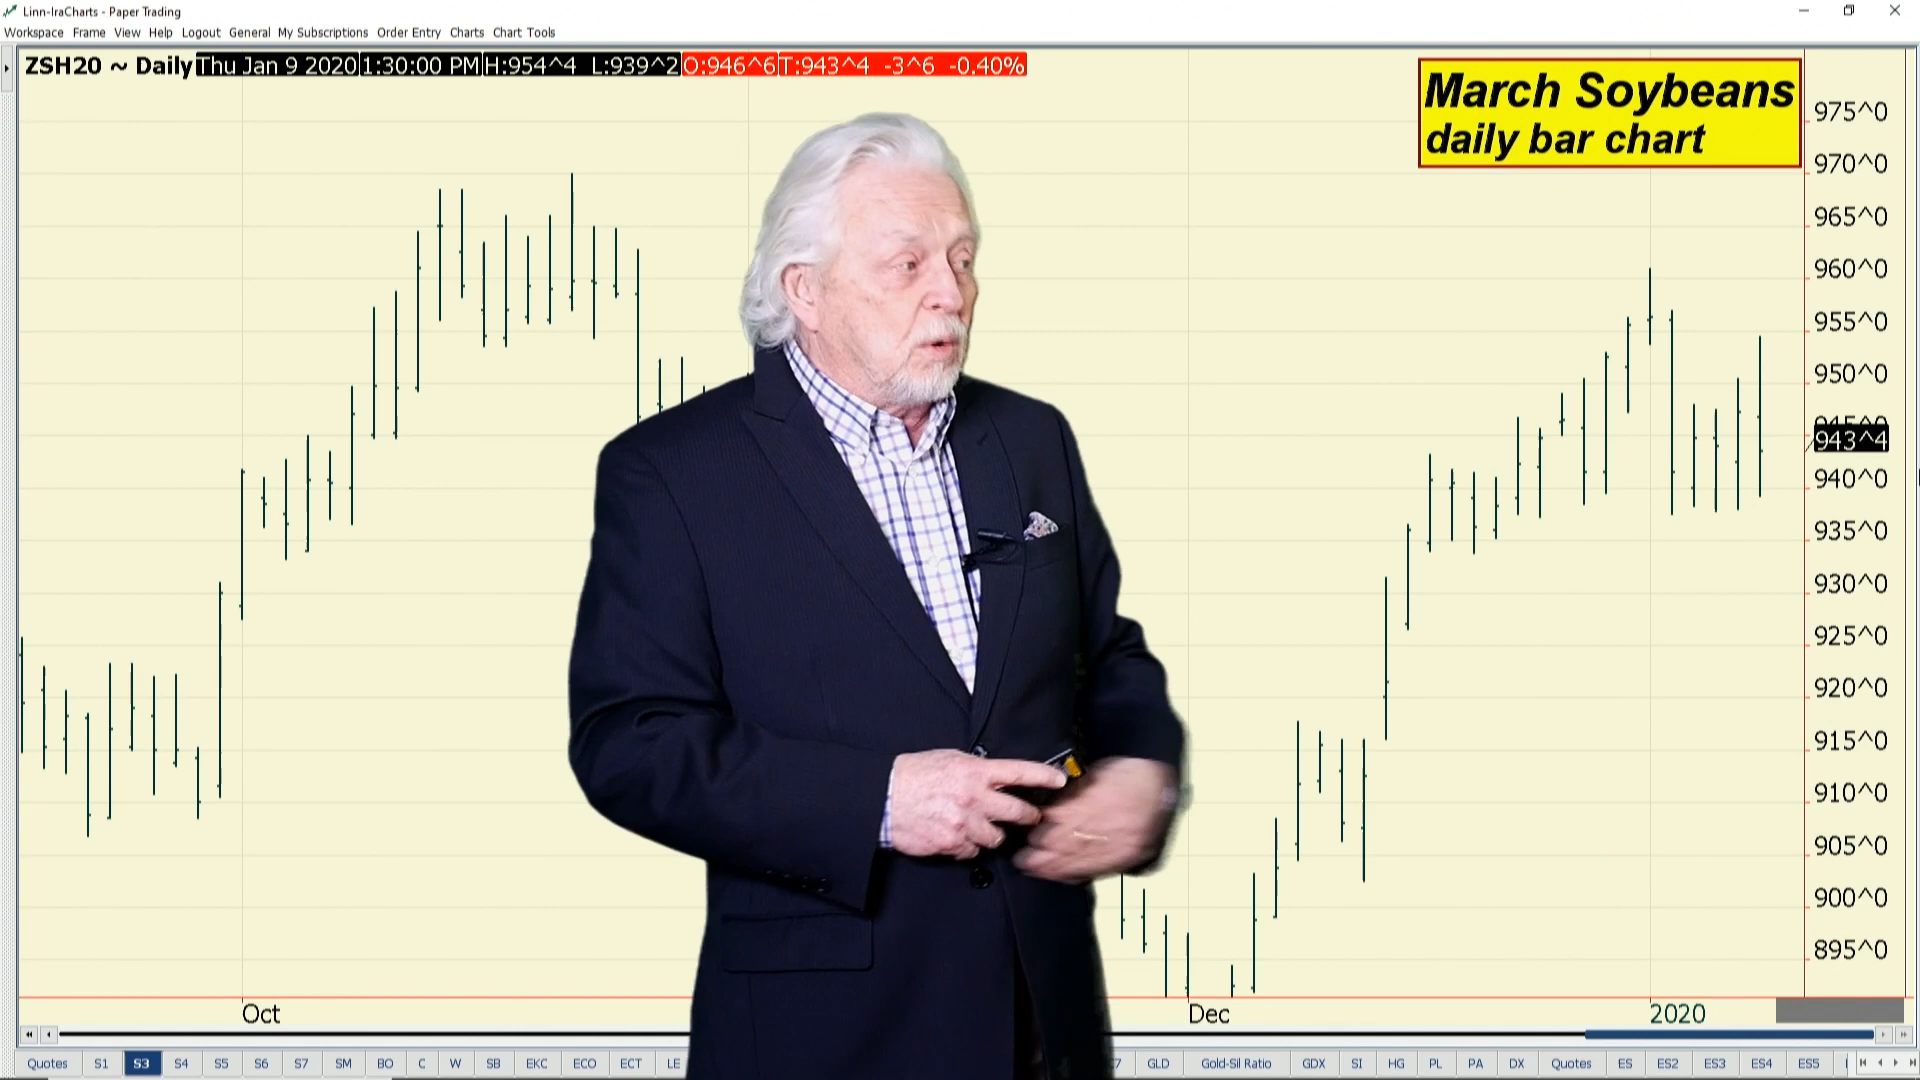 Linn-IraCharts - Paper Trading
Workspace Frame View Help Logout General My Subscriptions Order Entry Charts Chart Tools
ZSH20 ~ Daily Thu Jan 9 2020 1:30:00 PM H:954^4 L:939^2 O:946^6 T:943^4 -3^6 -0.40%
March Soybeans
daily bar chart
975^0
970^0
965^0
960^0
955^0
950^0
945^0
943^4
940^0
935^0
930^0
925^0
920^0
915^0
910^0
905^0
900^0
895^0
Oct Dec 2020
Quotes S1 S3 S4 S5 S6 S7 SM BO C W SB EKC ECO ECT LE GLD Gold-Sil Ratio GDX SI HG PL PA DX Quotes ES ES2 ES3 ES4 ES5